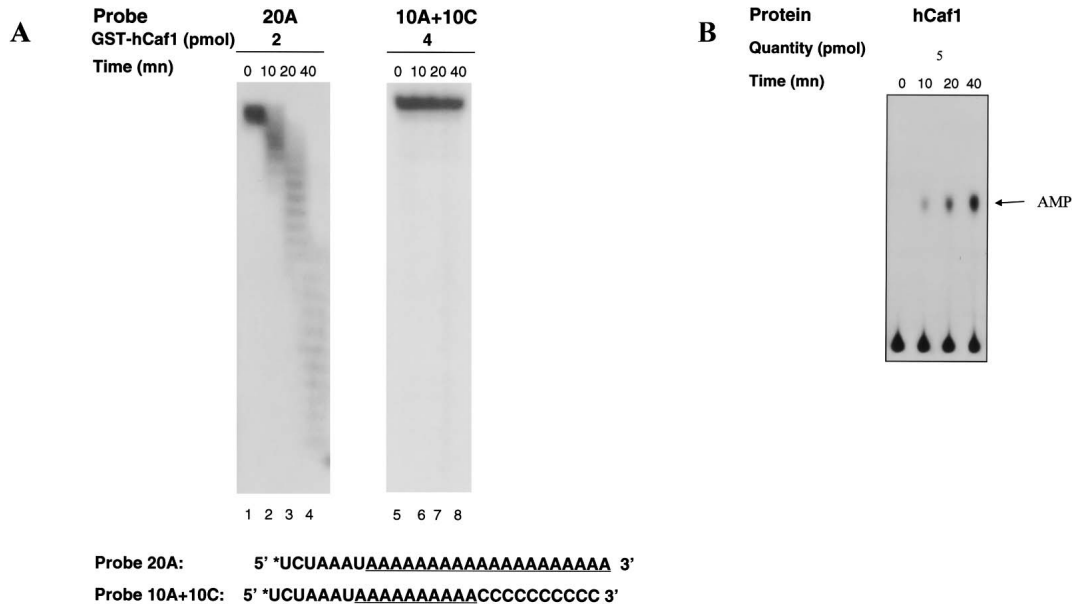 A
Probe 20A 10A+10C
GST-hCaf1 (pmol) 2 4
Time (mn) 0 10 20 40 0 10 20 40
1 2 3 4 5 6 7 8
Probe 20A: 5' *UCUAAAUAAAAAAAAAAAAAAAAAAAA 3'
Probe 10A+10C: 5' *UCUAAAUAAAAAAAAAACCCCCCCCCC 3'
B
Protein hCaf1
Quantity (pmol) 5
Time (mn) 0 10 20 40
AMP